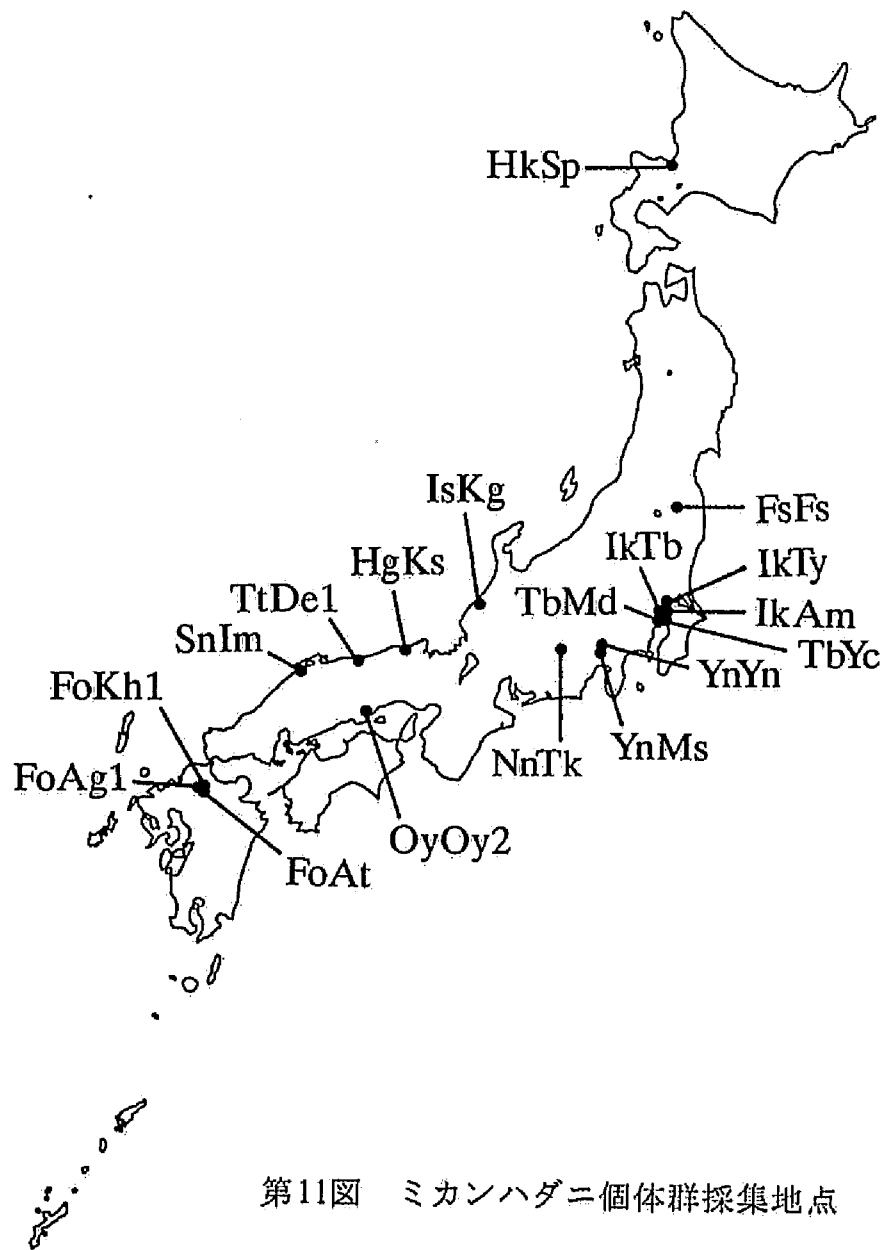 HkSp
IsKg
FsFs
IkTb
HgKs
IkTy
TtDe1
TbMd
IkAm
SnIm
TbYc
FoKh1
YnYn
NnTk
YnMs
FoAg1
OyOy2
FoAt
第11図 ミカンハダニ個体群採集地点